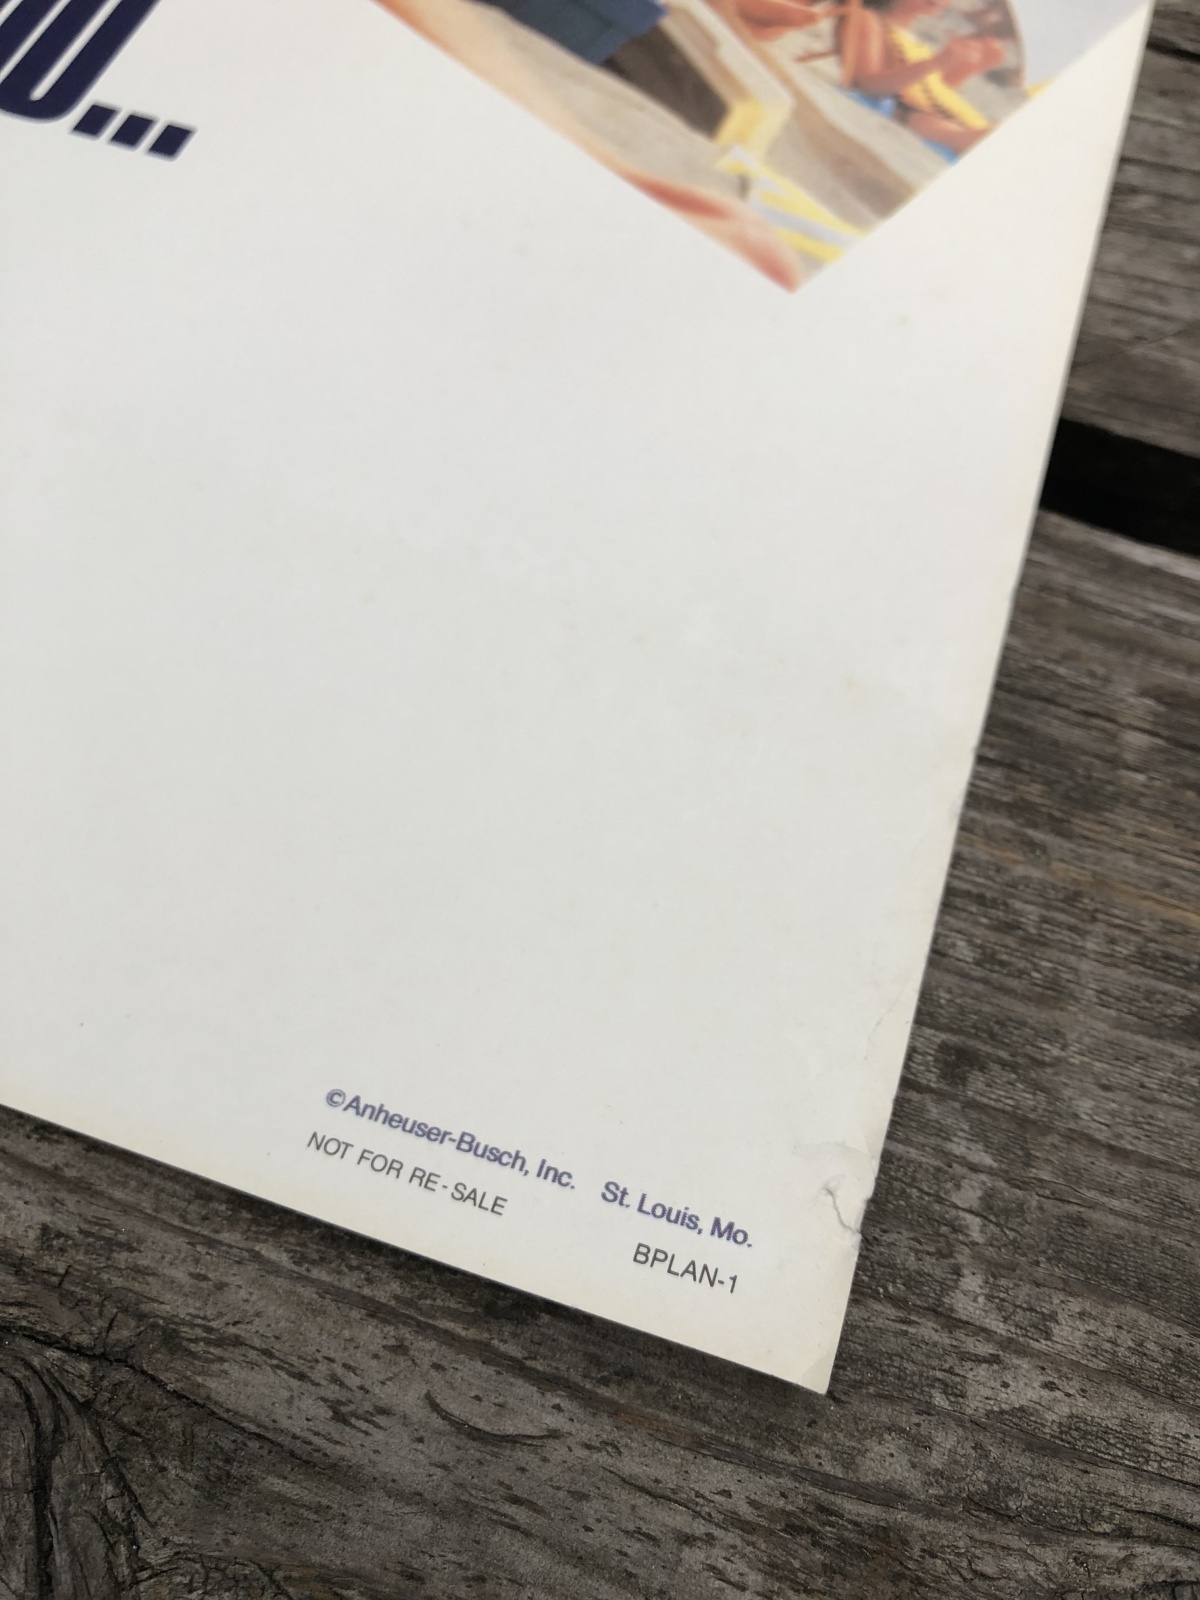 ...
©Anheuser-Busch, Inc. St. Louis, Mo.
NOT FOR RE-SALE
BPLAN-1